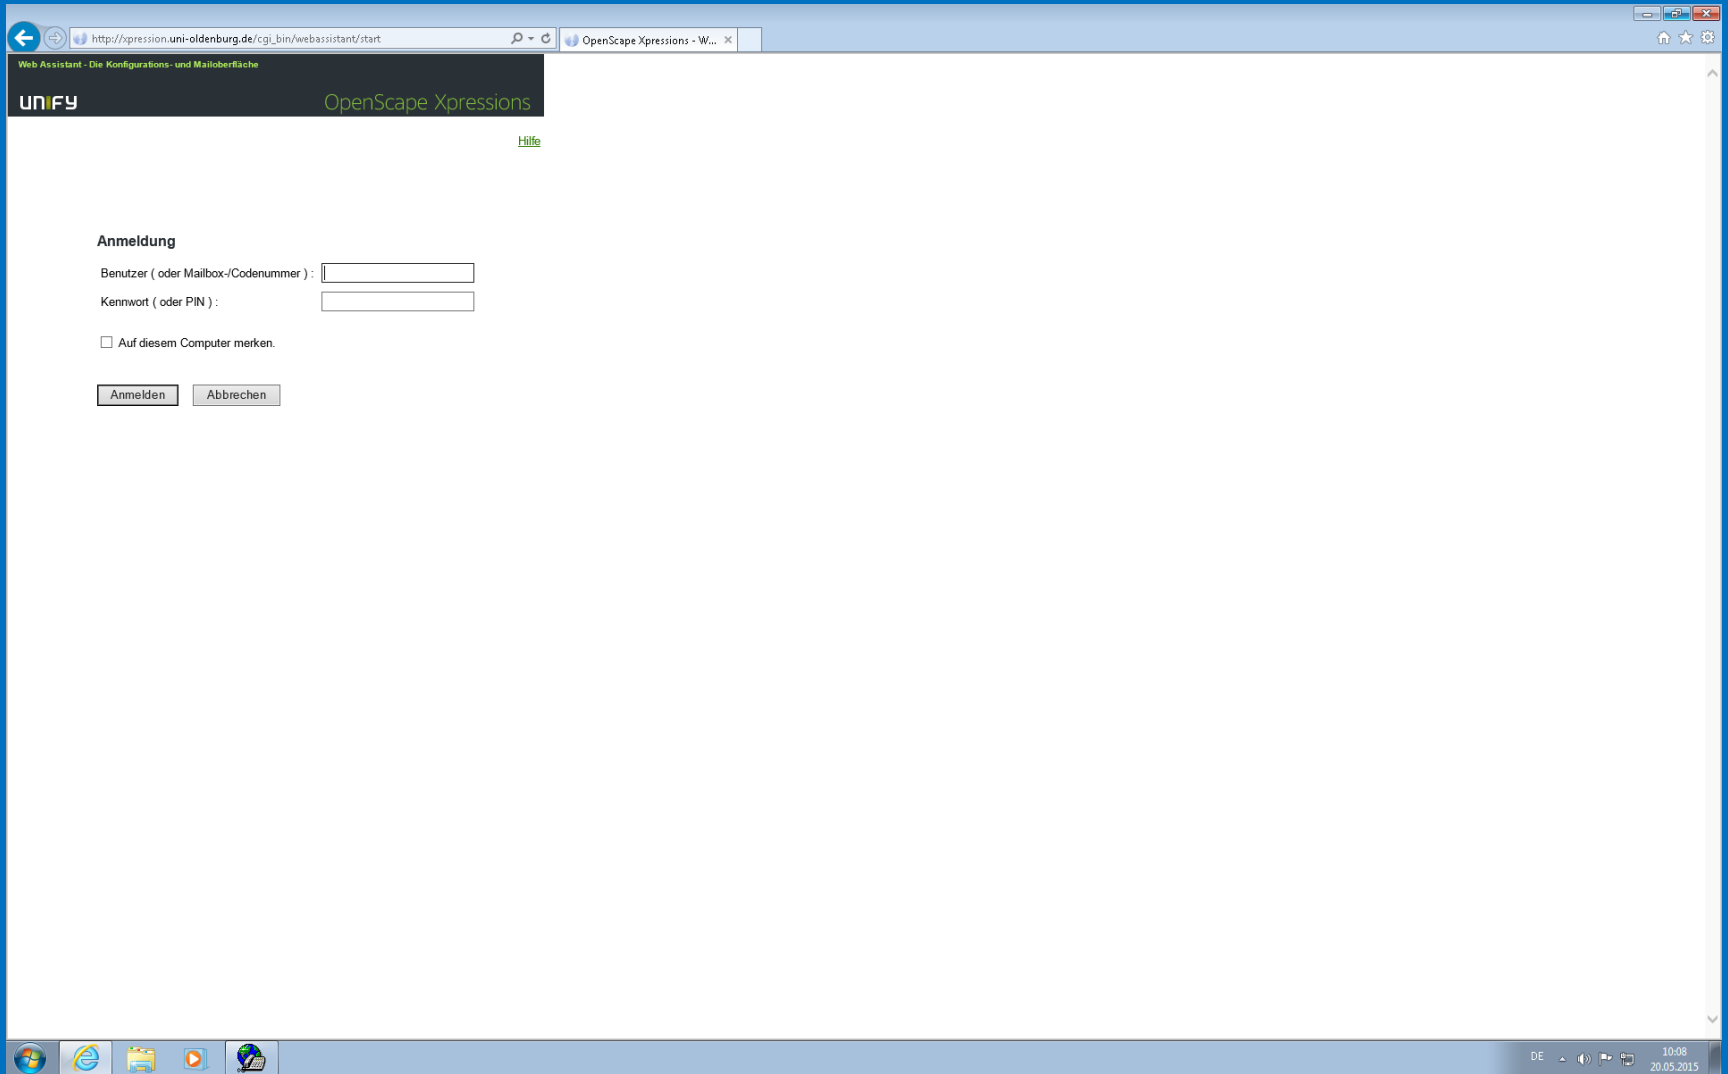 http://xpression.uni-oldenburg.de/cgi_bin/webassistant/start
OpenScape Xpressions - W...
Web Assistant - Die Konfigurations- und Mailoberfläche
UNIFY
OpenScape Xpressions
Hilfe
Anmeldung
Benutzer ( oder Mailbox-/Codenummer ) :
Kennwort ( oder PIN ) :
Auf diesem Computer merken.
Anmelden
Abbrechen
DE
10:08
20.05.2015